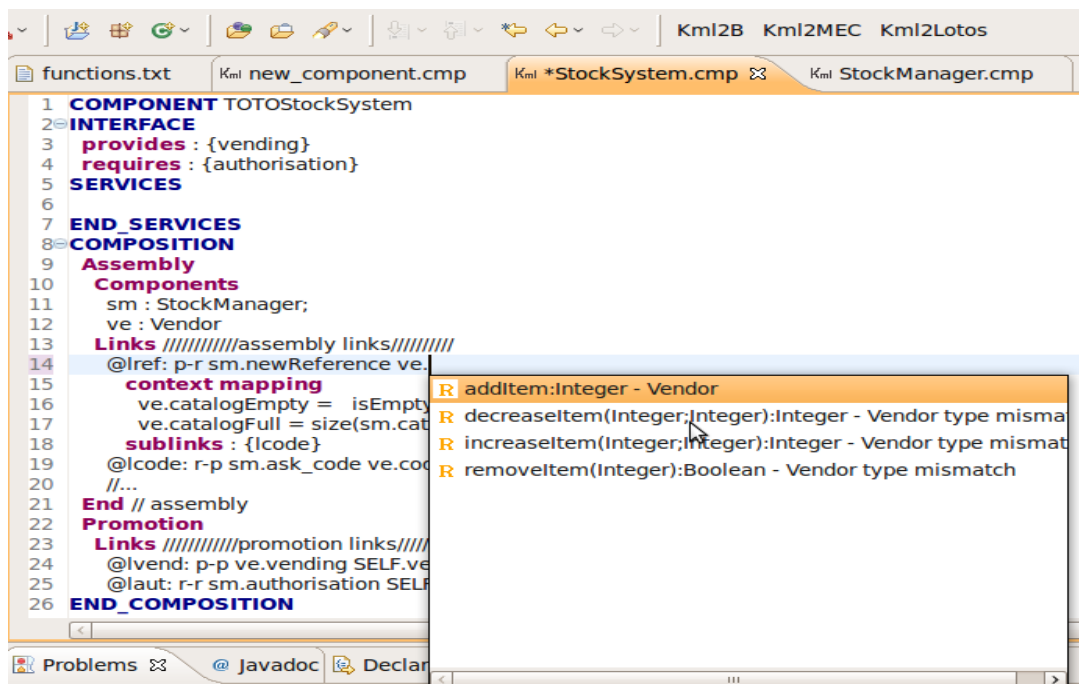 Kml2B Kml2MEC Kml2Lotos
functions.txt Kml new_component.cmp Kml *StockSystem.cmp Kml StockManager.cmp
1 COMPONENT TOTOStockSystem
2 INTERFACE
3 provides : {vending}
4 requires : {authorisation}
5 SERVICES
6
7 END_SERVICES
8 COMPOSITION
9 Assembly
10 Components
11 sm : StockManager;
12 ve : Vendor
13 Links ////////////assembly links//////////
14 @lref: p-r sm.newReference ve.
15 context mapping
16 ve.catalogEmpty = isEmpty
17 ve.catalogFull = size(sm.cat
18 sublinks : {lcode}
19 @lcode: r-p sm.ask_code ve.coc
20 //...
21 End // assembly
22 Promotion
23 Links ////////////promotion links/////
24 @lvend: p-p ve.vending SELF.ve
25 @laut: r-r sm.authorisation SELF
26 END_COMPOSITION
R addItem:Integer - Vendor
R decreaseItem(Integer;Integer):Integer - Vendor type misma
R increaseItem(Integer;Integer):Integer - Vendor type mismat
R removeItem(Integer):Boolean - Vendor type mismatch
Problems @ Javadoc Declar